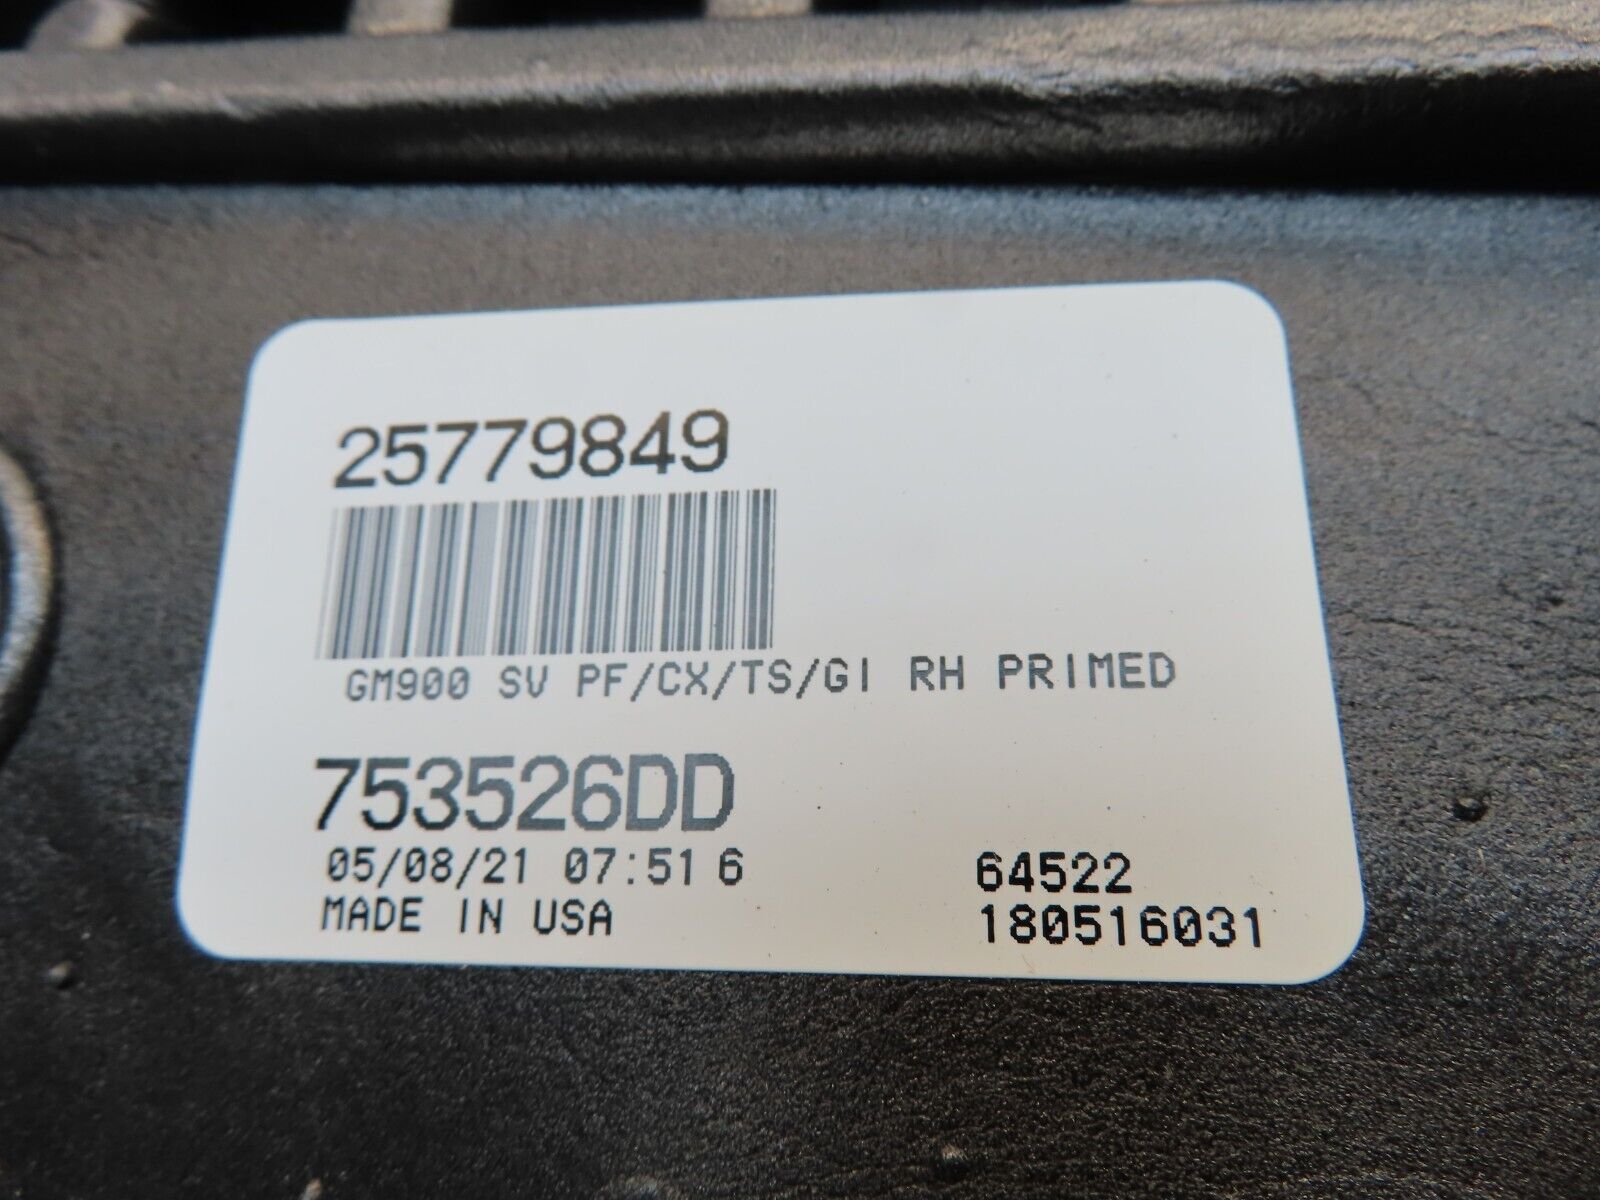 25779849
GM900 SV PF/CX/TS/GI RH PRIMED
753526DD
05/08/21 07:51 6
MADE IN USA
64522
180516031